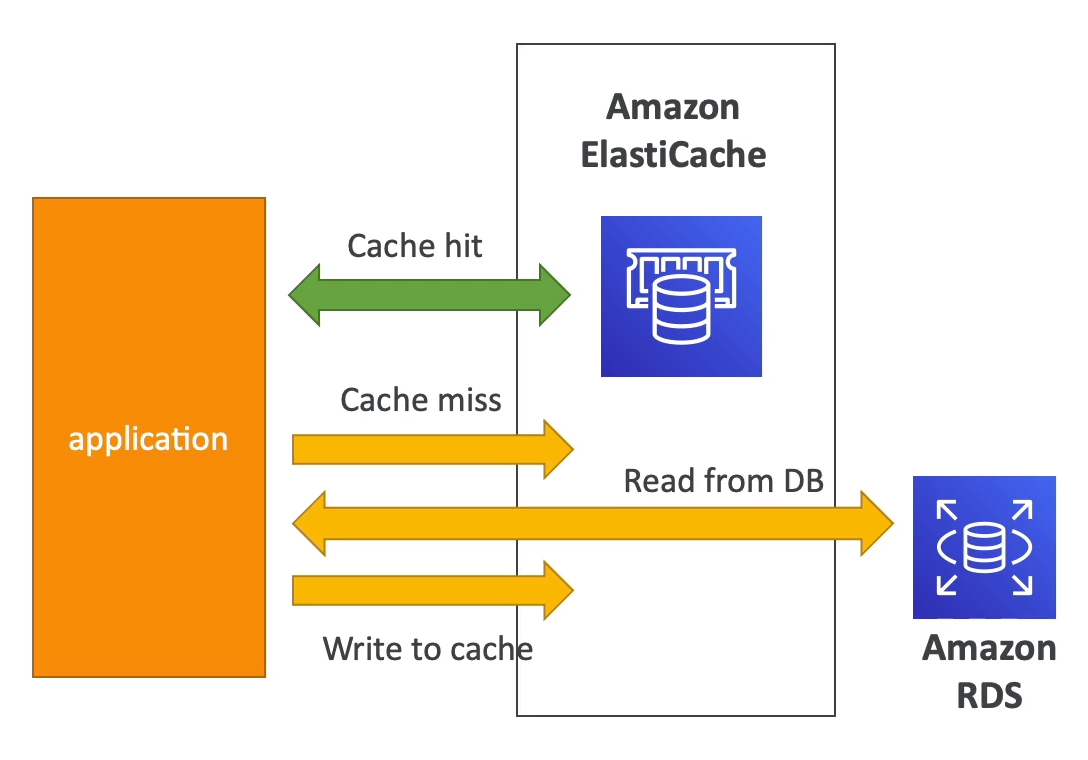 Amazon
ElastiCache
Cache hit
Cache miss
application
Read from DB
Write to cache
Amazon
RDS